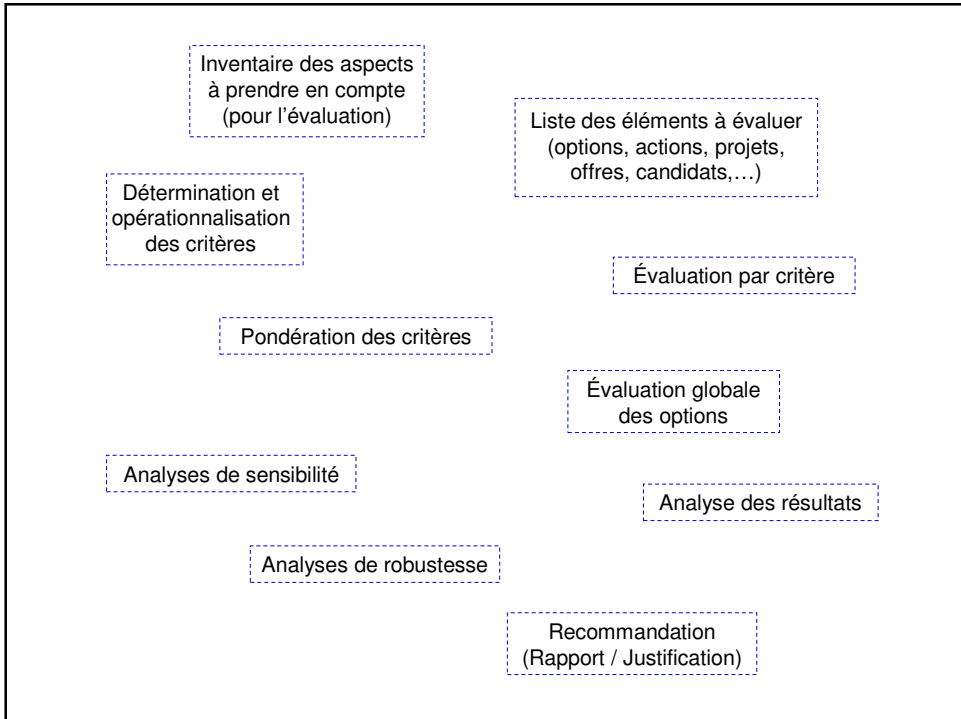 Inventaire des aspects
à prendre en compte
(pour l'évaluation)
Liste des éléments à évaluer
(options, actions, projets,
offres, candidats,…)
Détermination et
opérationnalisation
des critères
Évaluation par critère
Pondération des critères
Évaluation globale
des options
Analyses de sensibilité
Analyse des résultats
Analyses de robustesse
Recommandation
(Rapport / Justification)